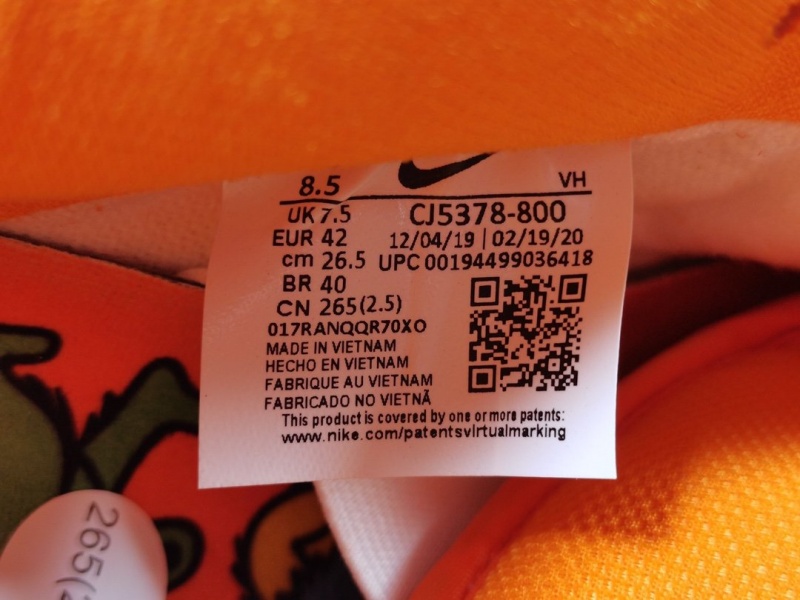 8.5 VH
UK 7.5 CJ5378-800
EUR 42 12/04/19 | 02/19/20
cm 26.5 UPC 00194499036418
BR 40
CN 265(2.5)
017RANQQR70XO
MADE IN VIETNAM
HECHO EN VIETNAM
FABRIQUE AU VIETNAM
FABRICADO NO VIETNÃ
This product is covered by one or more patents:
www.nike.com/patentsvirtualmarking
265(2